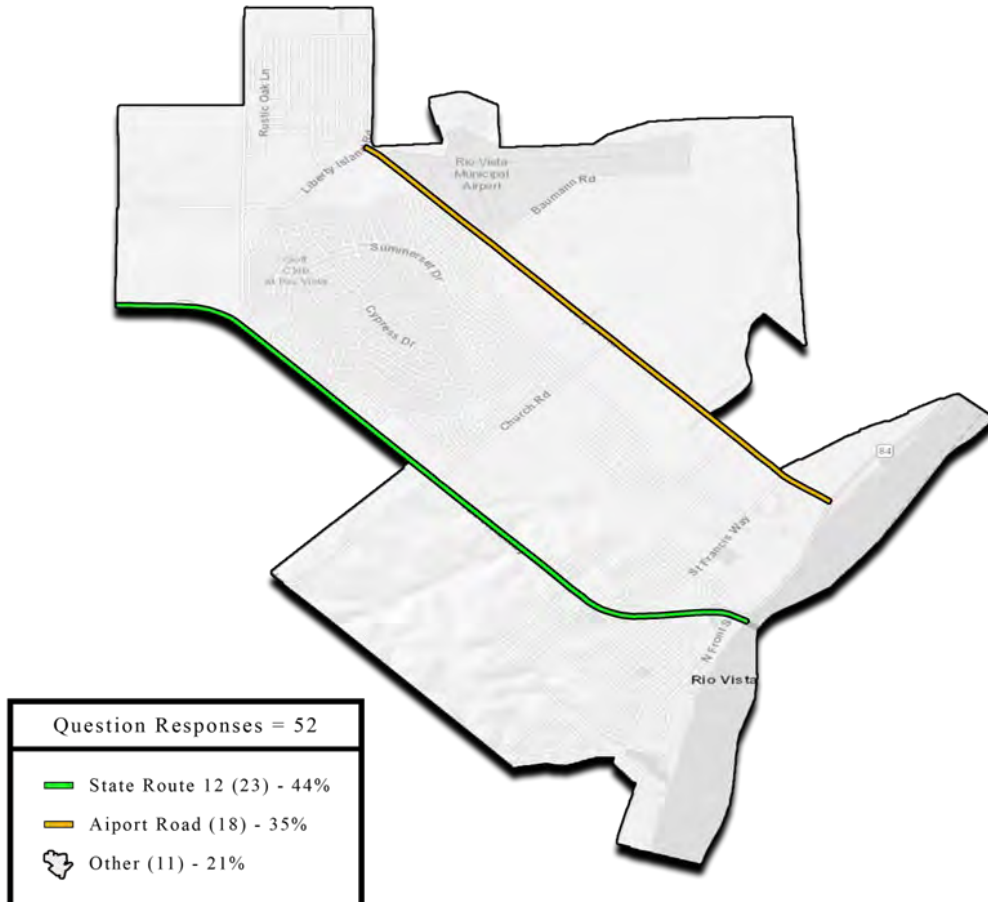 Rustic Oak Ln
Liberty Island Rd
Rio Vista
Municipal
Airport
Baumann Rd
Summerset Dr
Golf
Club
at Rio Vista
Cypress Dr
Church Rd
84
St Francis Way
N Front S
Rio Vista
Question Responses = 52
State Route 12 (23) - 44%
Aiport Road (18) - 35%
Other (11) - 21%